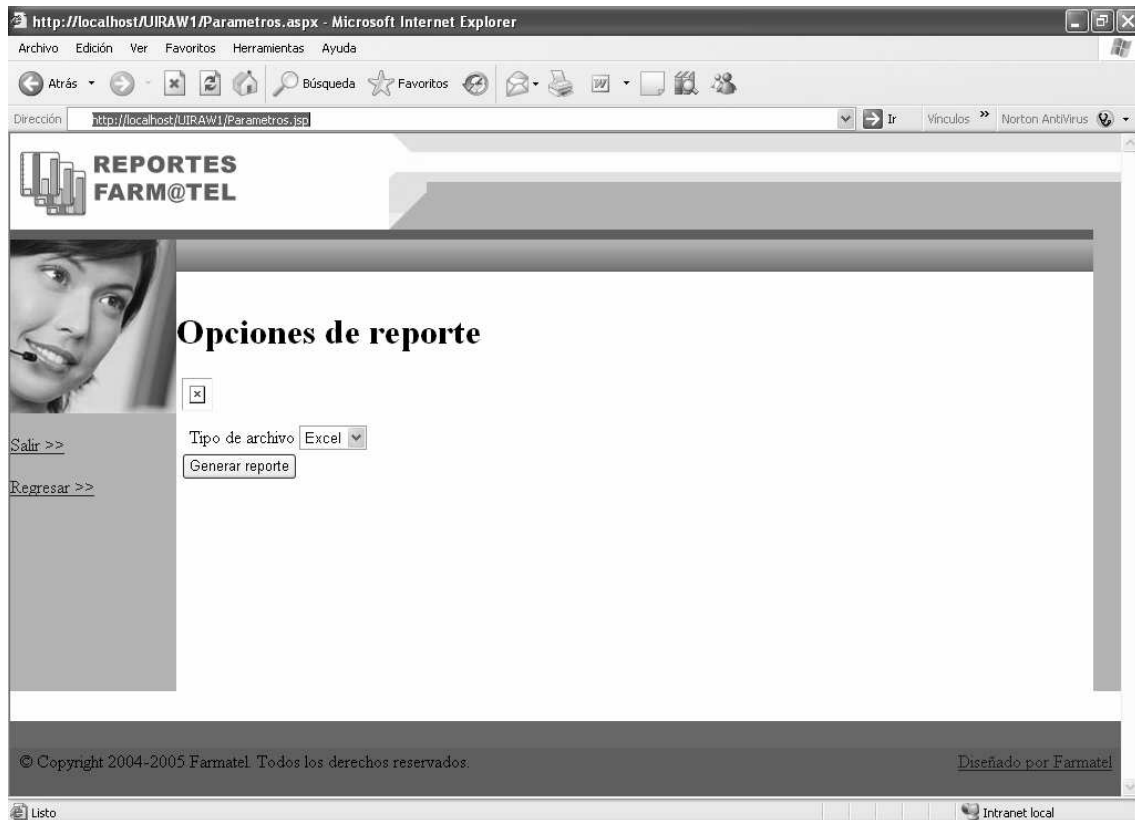 http://localhost/UIRAW1/Parametros.aspx - Microsoft Internet Explorer
Archivo Edición Ver Favoritos Herramientas Ayuda
Atrás Búsqueda Favoritos
Dirección http://localhost/UIRAW1/Parametros.jsp Ir Vínculos » Norton AntiVirus
REPORTES
FARM@TEL
Opciones de reporte
Tipo de archivo Excel
Salir >>
Generar reporte
Regresar >>
© Copyright 2004-2005 Farmatel. Todos los derechos reservados.
Diseñado por Farmatel
Listo
Intranet local